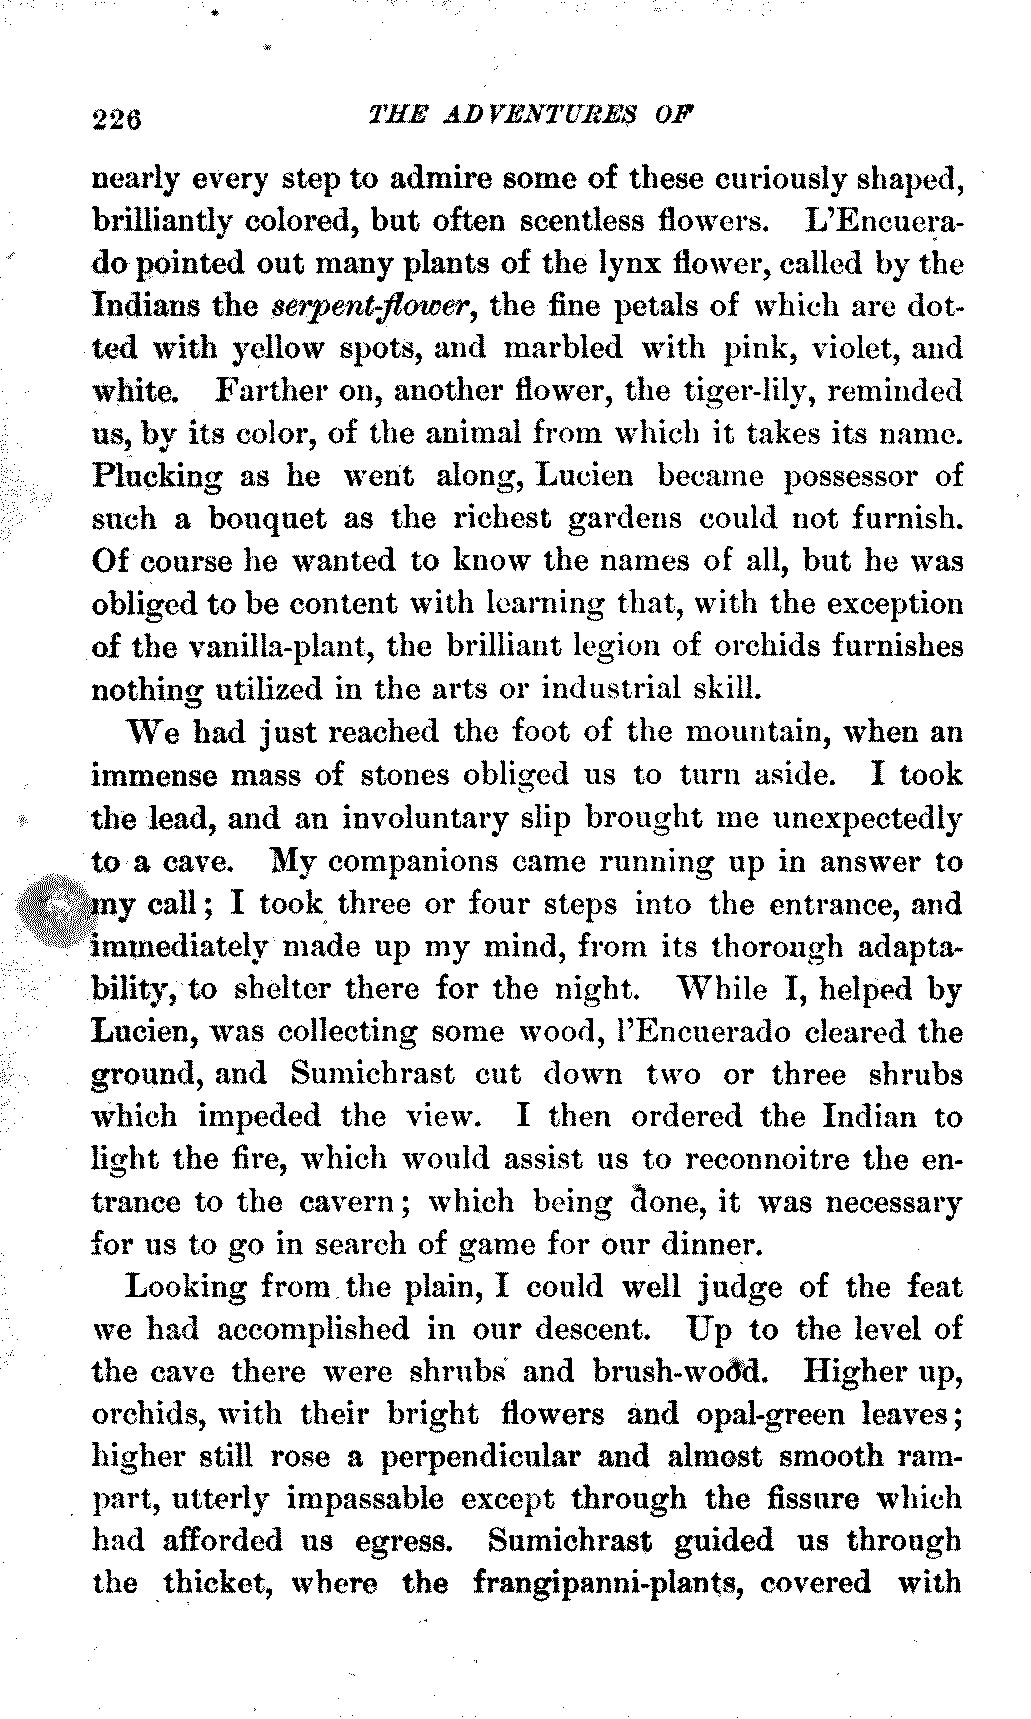 226 THE ADVENTURES OF
nearly every step to admire some of these curiously shaped,
brilliantly colored, but often scentless flowers. L'Encuera-
do pointed out many plants of the lynx flower, called by the
Indians the serpent-flower, the fine petals of which are dot-
ted with yellow spots, and marbled with pink, violet, and
white. Farther on, another flower, the tiger-lily, reminded
us, by its color, of the animal from which it takes its name.
Plucking as he went along, Lucien became possessor of
such a bouquet as the richest gardens could not furnish.
Of course he wanted to know the names of all, but he was
obliged to be content with learning that, with the exception
of the vanilla-plant, the brilliant legion of orchids furnishes
nothing utilized in the arts or industrial skill.
We had just reached the foot of the mountain, when an
immense mass of stones obliged us to turn aside. I took
the lead, and an involuntary slip brought me unexpectedly
to a cave. My companions came running up in answer to
my call; I took three or four steps into the entrance, and
immediately made up my mind, from its thorough adapta-
bility, to shelter there for the night. While I, helped by
Lucien, was collecting some wood, l'Encuerado cleared the
ground, and Sumichrast cut down two or three shrubs
which impeded the view. I then ordered the Indian to
light the fire, which would assist us to reconnoitre the en-
trance to the cavern; which being done, it was necessary
for us to go in search of game for our dinner.
Looking from the plain, I could well judge of the feat
we had accomplished in our descent. Up to the level of
the cave there were shrubs and brush-wood. Higher up,
orchids, with their bright flowers and opal-green leaves;
higher still rose a perpendicular and almost smooth ram-
part, utterly impassable except through the fissure which
had afforded us egress. Sumichrast guided us through
the thicket, where the frangipanni-plants, covered with